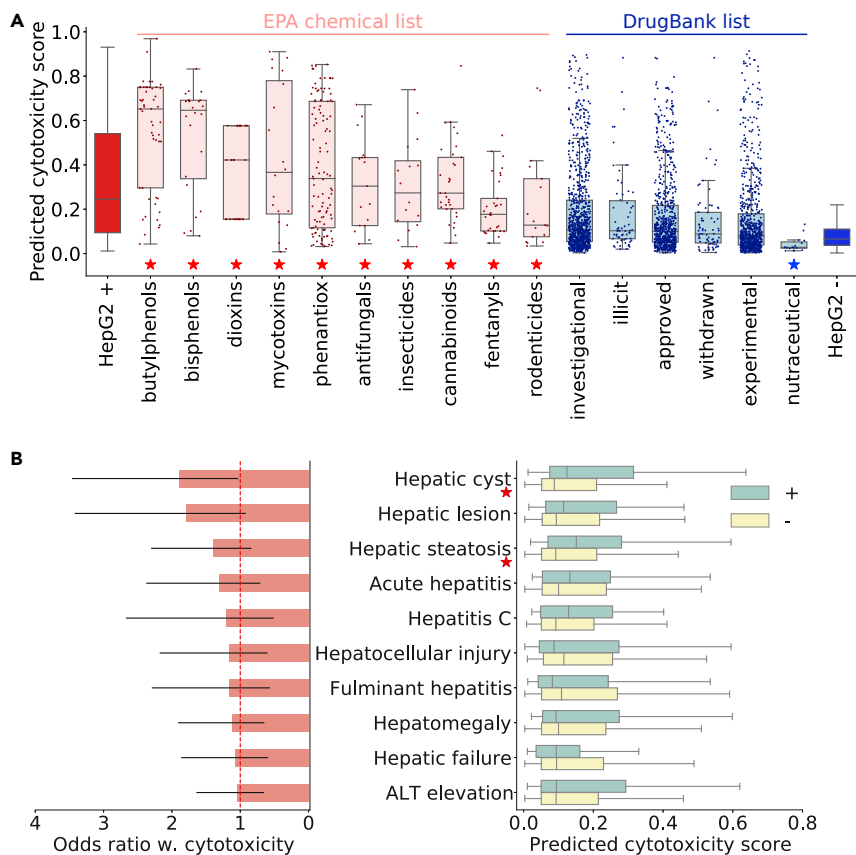 A
EPA chemical list
DrugBank list
Predicted cytotoxicity score
1.0
0.8
0.6
0.4
0.2
0.0
HepG2 +
butylphenols
bisphenols
dioxins
mycotoxins
phenantiox
antifungals
insecticides
cannabinoids
fentanyls
rodenticides
investigational
illicit
approved
withdrawn
experimental
nutraceutical
HepG2 -
B
Hepatic cyst
Hepatic lesion
Hepatic steatosis
Acute hepatitis
Hepatitis C
Hepatocellular injury
Fulminant hepatitis
Hepatomegaly
Hepatic failure
ALT elevation
+
-
4 3 2 1 0
Odds ratio w. cytotoxicity
0.0 0.2 0.4 0.6 0.8
Predicted cytotoxicity score